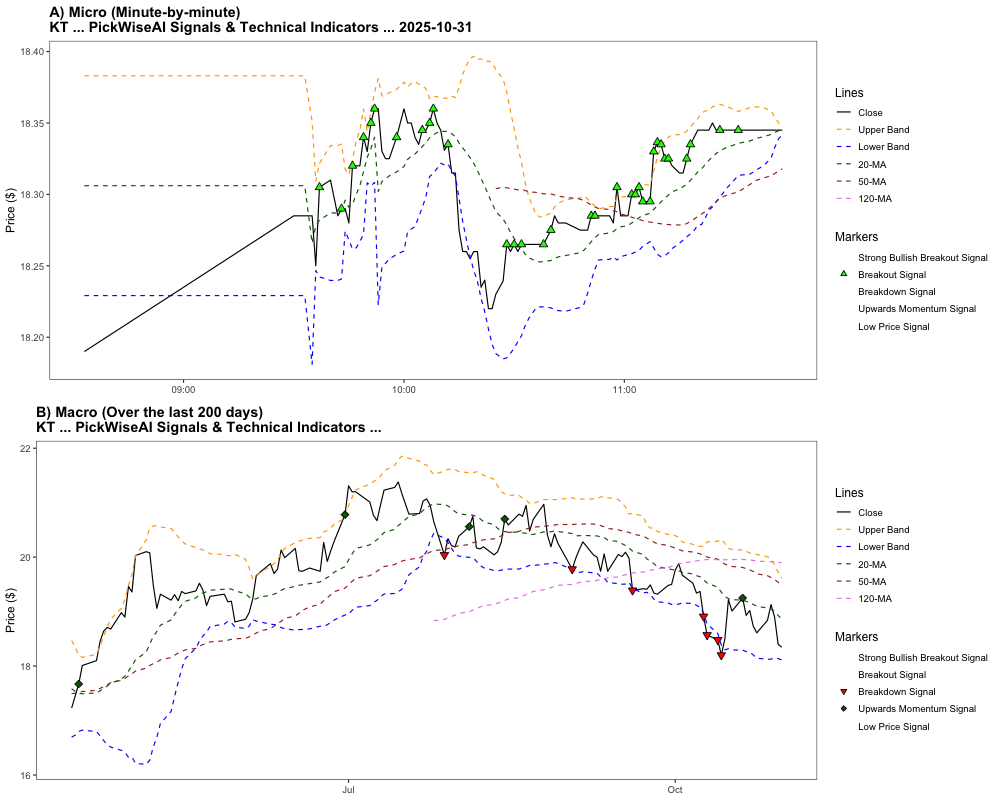 A) Micro (Minute-by-minute)
KT ... PickWiseAI Signals & Technical Indicators ... 2025-10-31
18.40
18.35
18.30
18.25
18.20
Price ($)
09:00
10:00
11:00
Lines
Close
Upper Band
Lower Band
20-MA
50-MA
120-MA
Markers
Strong Bullish Breakout Signal
Breakout Signal
Breakdown Signal
Upwards Momentum Signal
Low Price Signal
B) Macro (Over the last 200 days)
KT ... PickWiseAI Signals & Technical Indicators ...
22
20
18
16
Price ($)
Jul
Oct
Lines
Close
Upper Band
Lower Band
20-MA
50-MA
120-MA
Markers
Strong Bullish Breakout Signal
Breakout Signal
Breakdown Signal
Upwards Momentum Signal
Low Price Signal